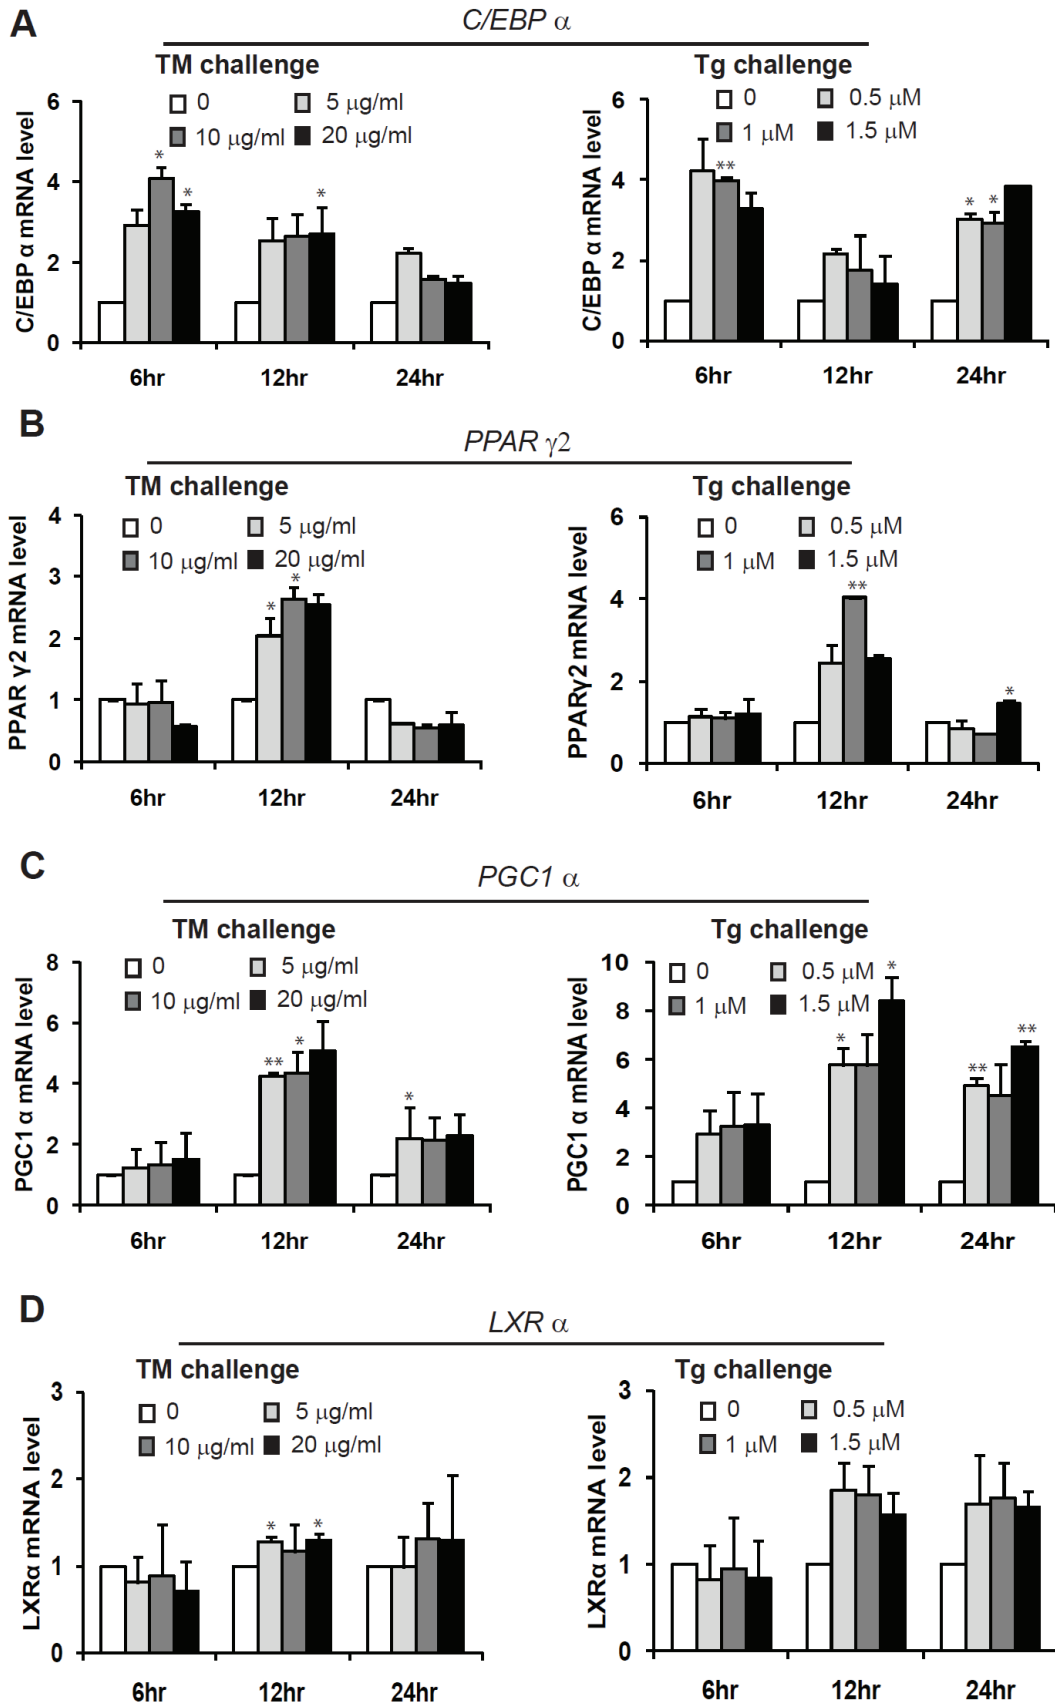 A
C/EBP α
TM challenge
0
5 μg/ml
10 μg/ml
20 μg/ml
C/EBP α mRNA level
6
4
2
0
*
*
*
6hr
12hr
24hr
Tg challenge
0
0.5 μM
1 μM
1.5 μM
C/EBP α mRNA level
6
4
2
0
**
*
*
6hr
12hr
24hr
B
PPAR γ2
TM challenge
0
5 μg/ml
10 μg/ml
20 μg/ml
PPAR γ2 mRNA level
4
3
2
1
0
*
*
6hr
12hr
24hr
Tg challenge
0
0.5 μM
1 μM
1.5 μM
PPARγ2 mRNA level
6
4
2
0
**
*
6hr
12hr
24hr
C
PGC1 α
TM challenge
0
5 μg/ml
10 μg/ml
20 μg/ml
PGC1 α mRNA level
8
6
4
2
0
**
*
*
6hr
12hr
24hr
Tg challenge
0
0.5 μM
1 μM
1.5 μM
PGC1 α mRNA level
10
8
6
4
2
0
*
*
**
**
6hr
12hr
24hr
D
LXR α
TM challenge
0
5 μg/ml
10 μg/ml
20 μg/ml
LXRα mRNA level
3
2
1
0
*
*
6hr
12hr
24hr
Tg challenge
0
0.5 μM
1 μM
1.5 μM
LXRα mRNA level
3
2
1
0
6hr
12hr
24hr